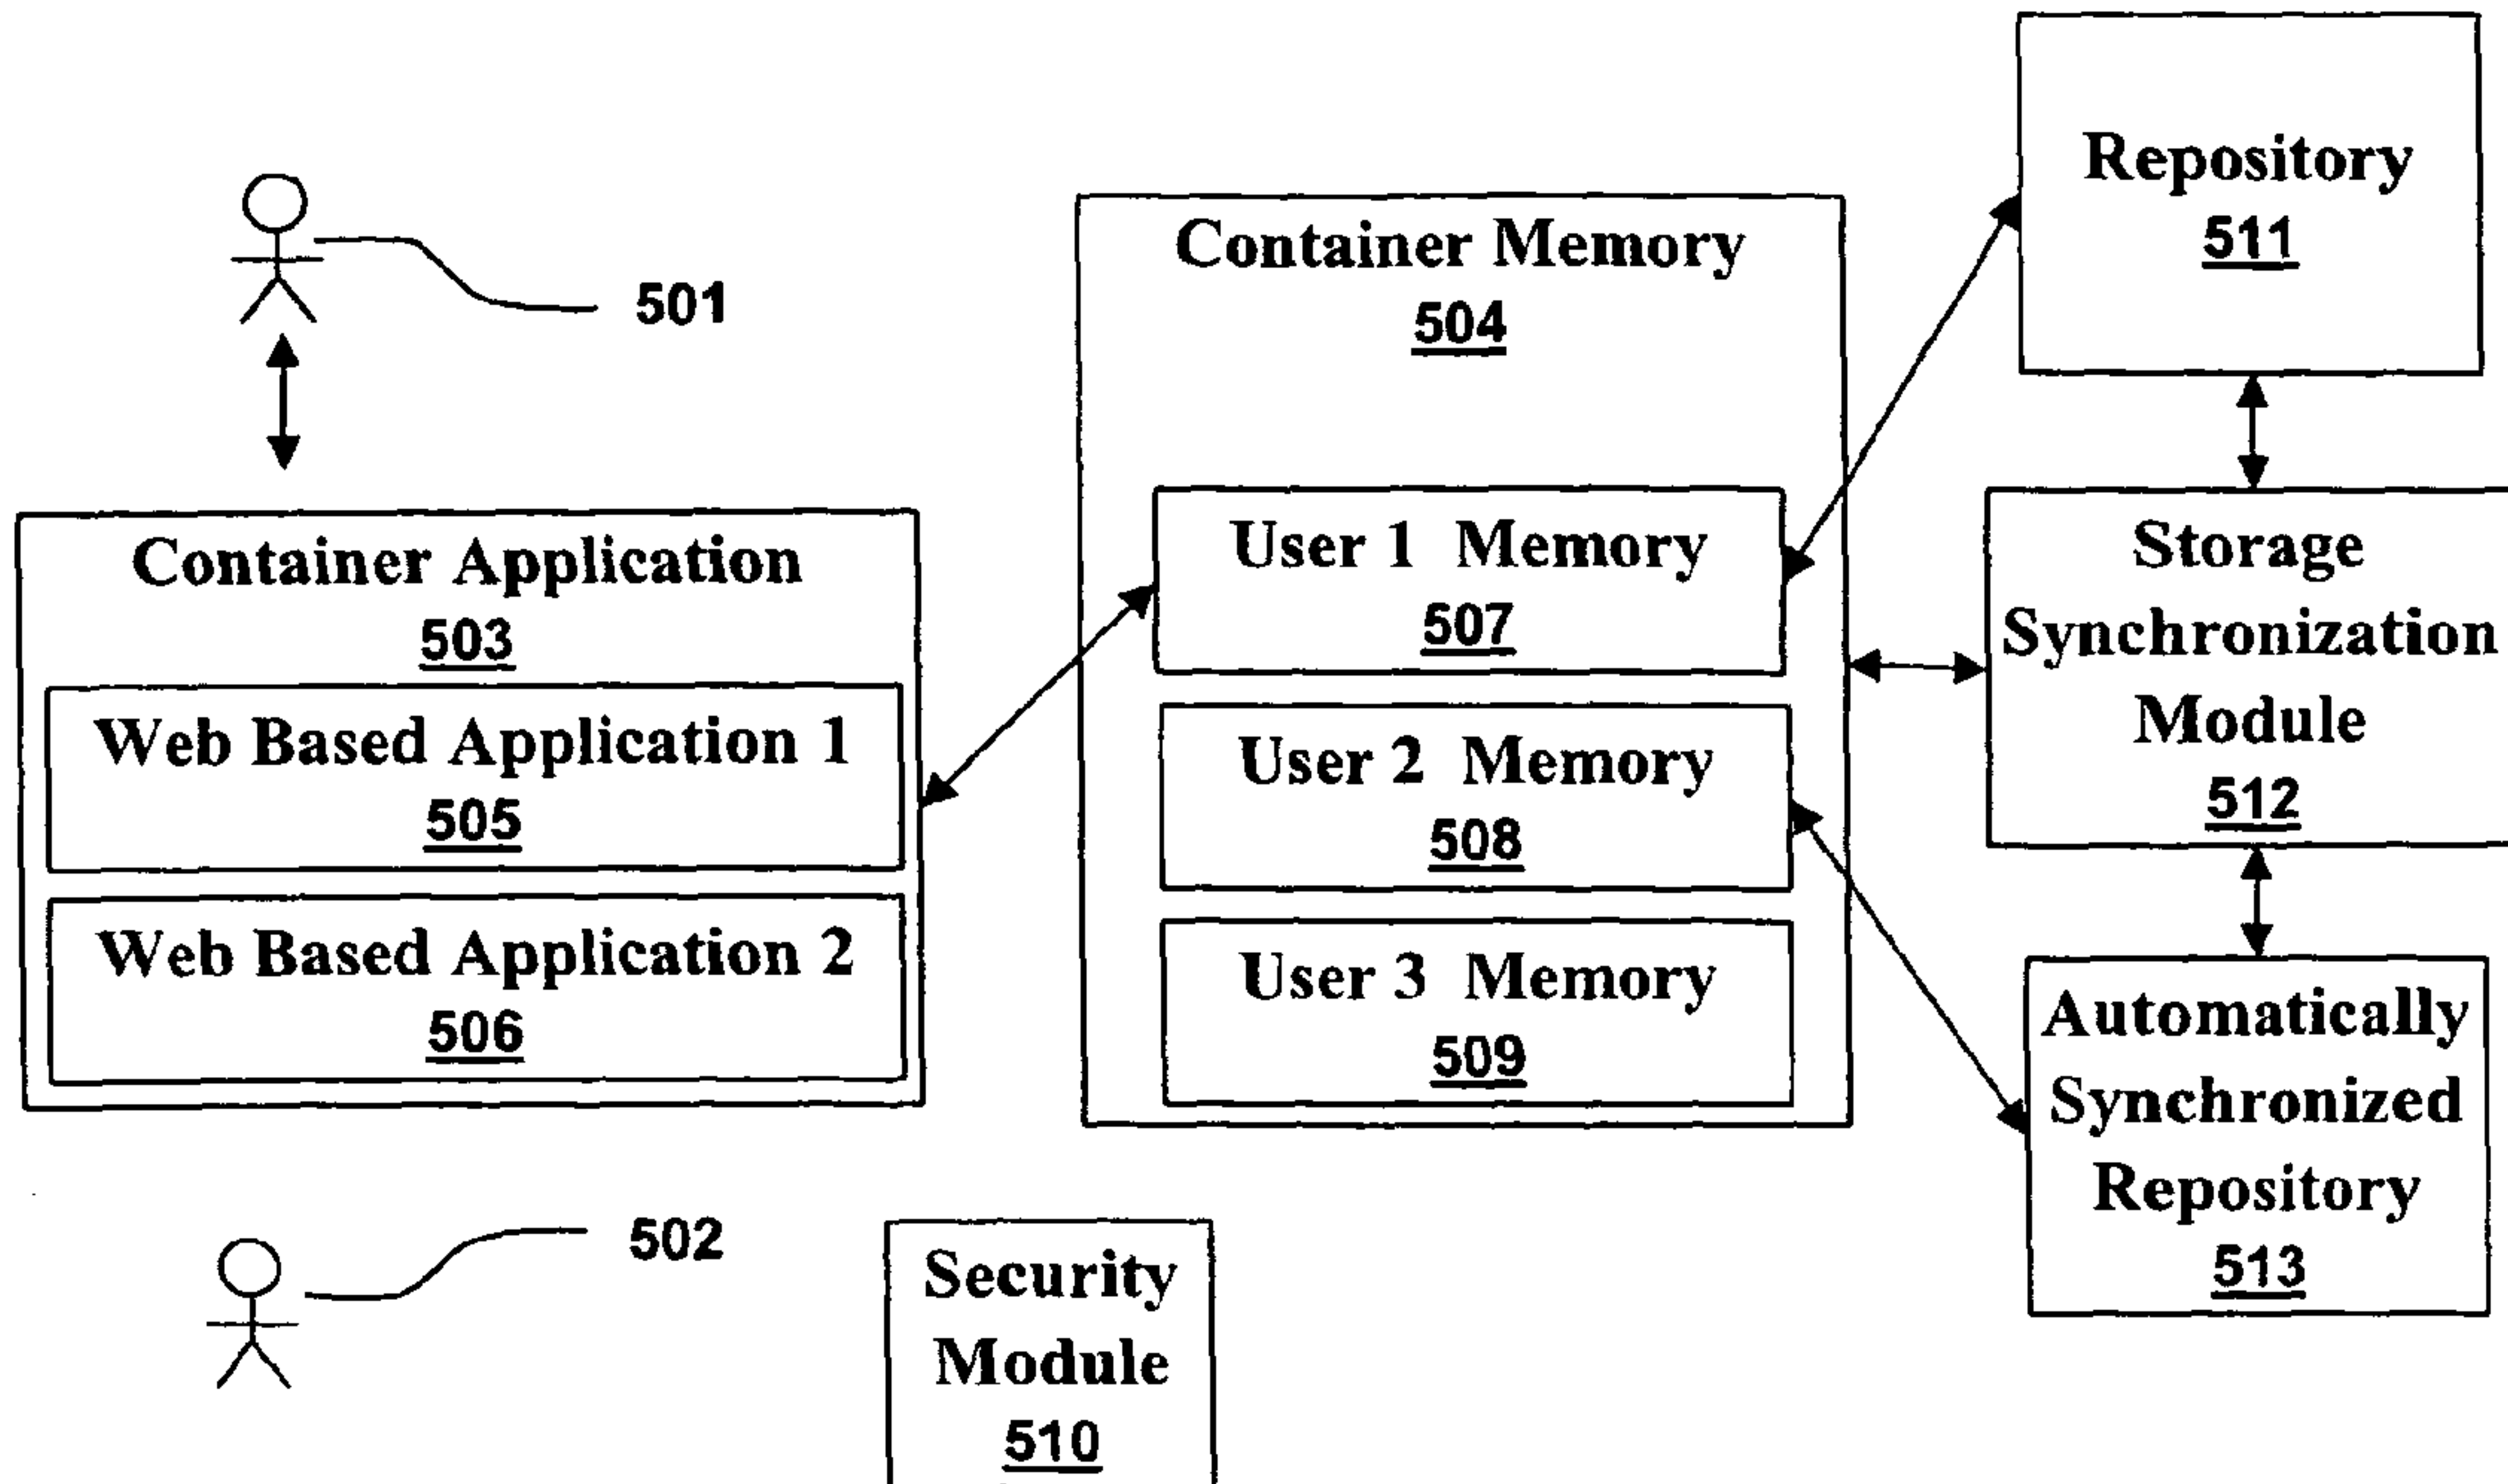 501
Container Application
503
Web Based Application 1
505
Web Based Application 2
506
502
Container Memory
504
User 1 Memory
507
User 2 Memory
508
User 3 Memory
509
Security
Module
510
Repository
511
Storage
Synchronization
Module
512
Automatically
Synchronized
Repository
513